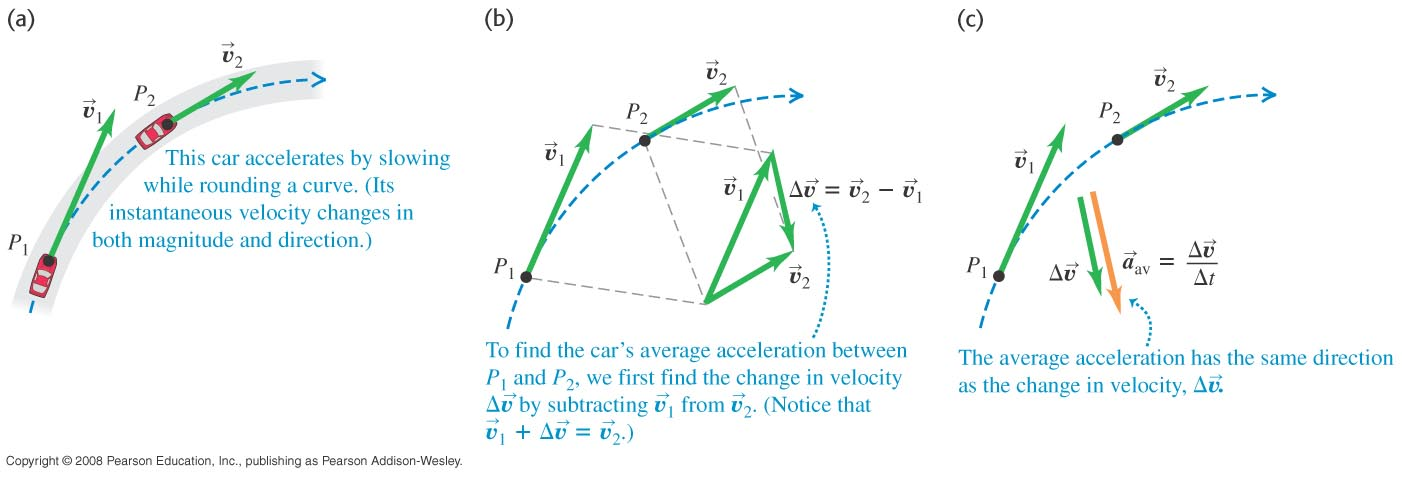 (a)
v⃗₂
P₂
v⃗₁
This car accelerates by slowing
while rounding a curve. (Its
instantaneous velocity changes in
both magnitude and direction.)
P₁
(b)
v⃗₂
P₂
v⃗₁
v⃗₁
Δv⃗ = v⃗₂ − v⃗₁
P₁
v⃗₂
To find the car’s average acceleration between
P₁ and P₂, we first find the change in velocity
Δv⃗ by subtracting v⃗₁ from v⃗₂. (Notice that
v⃗₁ + Δv⃗ = v⃗₂.)
(c)
v⃗₂
P₂
v⃗₁
P₁
Δv⃗
a⃗av = Δv⃗/Δt
The average acceleration has the same direction
as the change in velocity, Δv⃗.
Copyright © 2008 Pearson Education, Inc., publishing as Pearson Addison-Wesley.